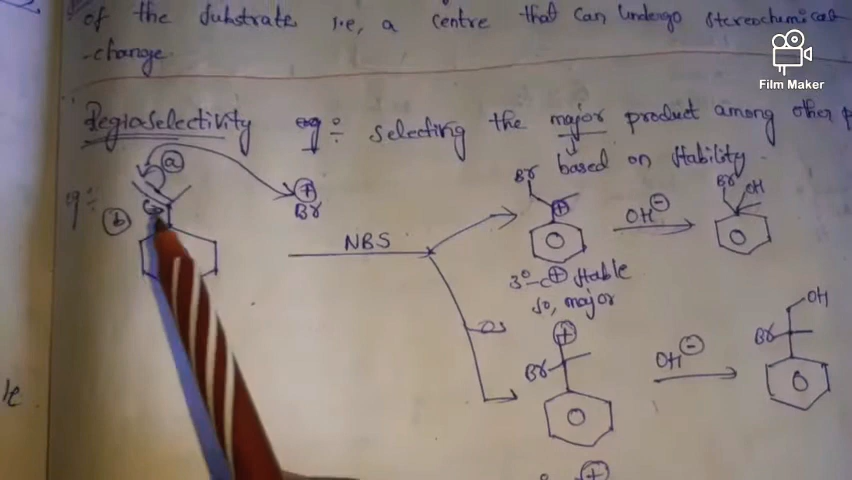 of the substrate i.e, a centre that can undergo stereochemical
-change.
Film Maker
Regioselectivity eg ÷ selecting the major product among other
based on stability.
eg ÷
a
⊕
Br
b
NBS
Br
⊕
OH⊖
Br OH
3°-C⊕ stable
so, major
⊕
Br
OH⊖
OH
Br
⊕